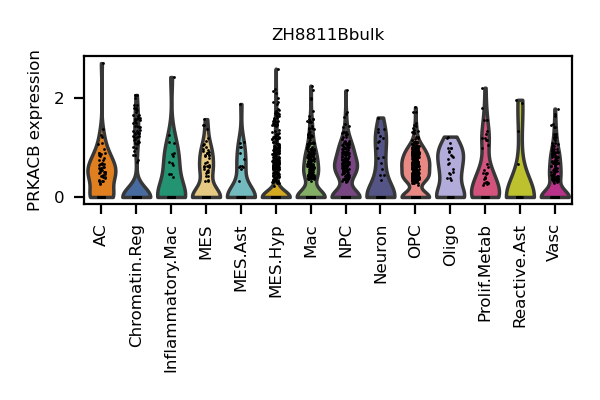 ZH8811Bbulk
PRKACB expression
2
0
AC
Chromatin.Reg
Inflammatory.Mac
MES
MES.Ast
MES.Hyp
Mac
NPC
Neuron
OPC
Oligo
Prolif.Metab
Reactive.Ast
Vasc